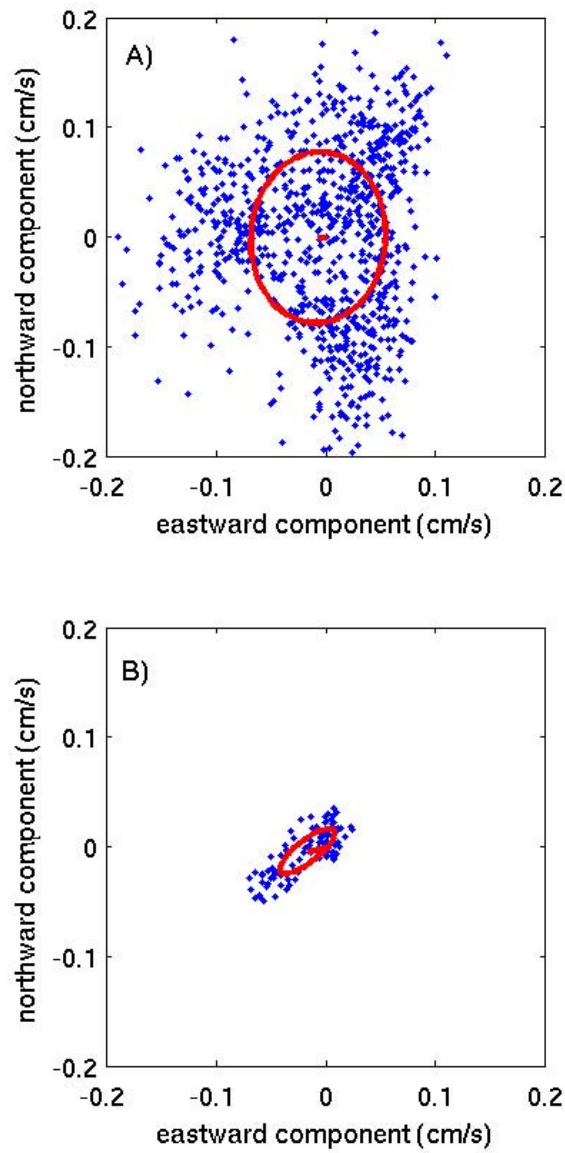 0.2
A)
0.1
0
-0.1
-0.2
northward component (cm/s)
-0.2 -0.1 0 0.1 0.2
eastward component (cm/s)
0.2
B)
0.1
0
-0.1
-0.2
northward component (cm/s)
-0.2 -0.1 0 0.1 0.2
eastward component (cm/s)